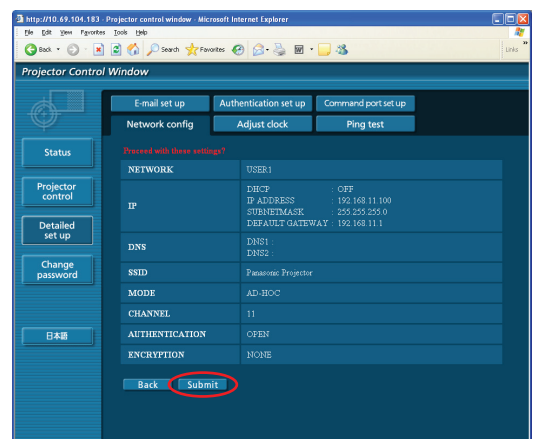 http://10.69.104.183 - Projector control window - Microsoft Internet Explorer
File Edit View Favorites Tools Help
Back Search Favorites Links
Projector Control Window
E-mail set up Authentication set up Command port set up
Network config Adjust clock Ping test
Status
Projector control
Detailed set up
Change password
日本語
Proceed with these settings?
NETWORK USER1
IP
DHCP : OFF
IP ADDRESS : 192.168.11.100
SUBNETMASK : 255.255.255.0
DEFAULT GATEWAY : 192.168.11.1
DNS
DNS1 :
DNS2 :
SSID Panasonic Projector
MODE AD-HOC
CHANNEL 11
AUTHENTICATION OPEN
ENCRYPTION NONE
Back Submit